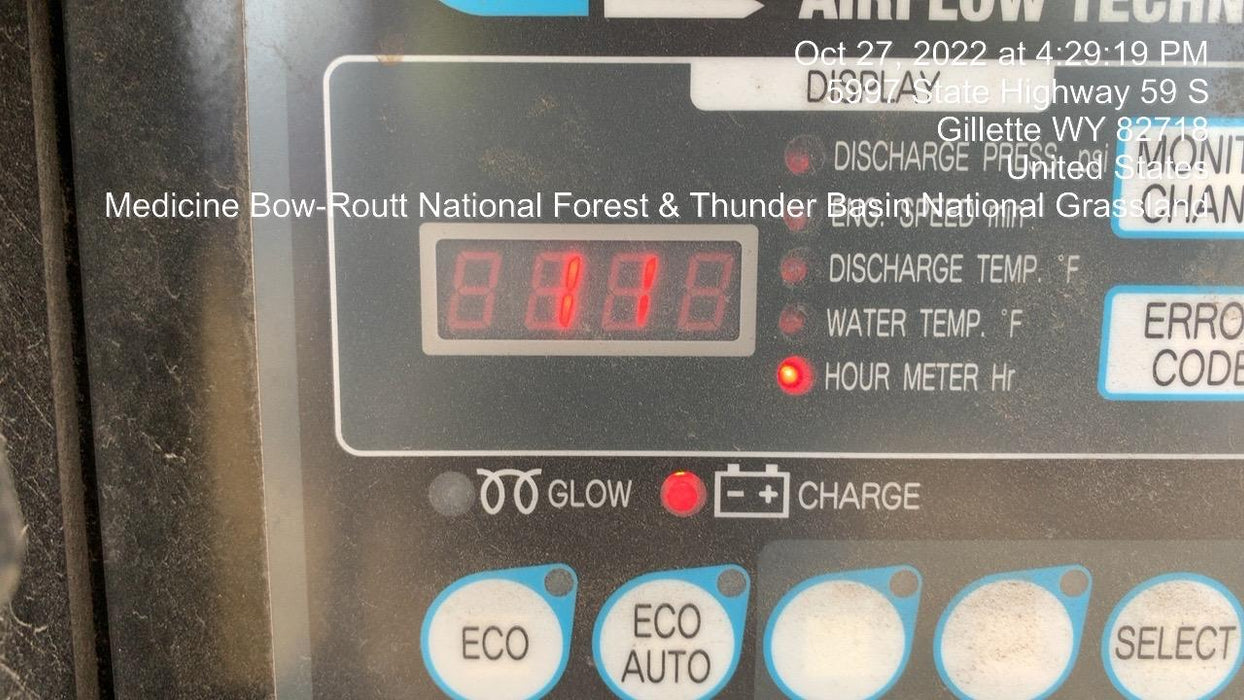 AIRFLOW TECHN
Oct 27, 2022 at 4:29:19 PM
DISPLAY
5997 State Highway 59 S
Gillette WY 82718
DISCHARGE PRESS. psi
United States
MONIT
CHAN
Medicine Bow-Routt National Forest & Thunder Basin National Grassland
ENG. SPEED min
11
DISCHARGE TEMP. °F
WATER TEMP. °F
HOUR METER Hr
ERRO
CODE
GLOW
- +
CHARGE
ECO
ECO
AUTO
SELECT